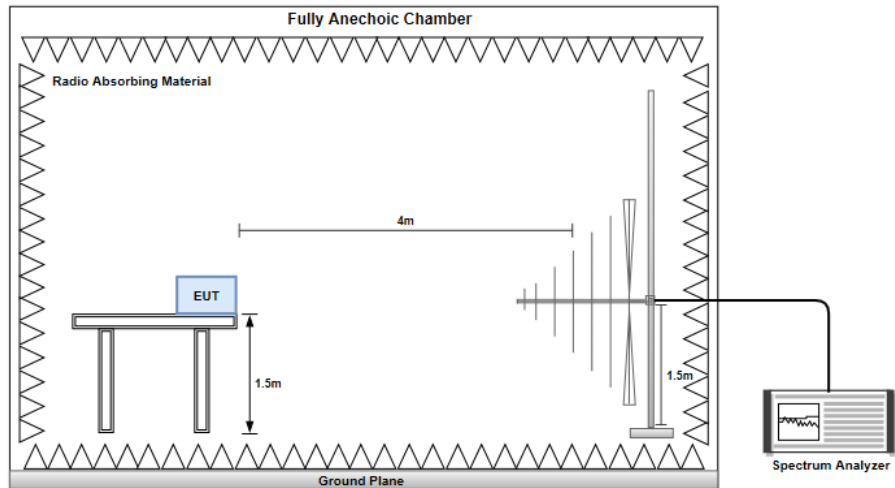 Fully Anechoic Chamber
Radio Absorbing Material
4m
EUT
1.5m
1.5m
Spectrum Analyzer
Ground Plane